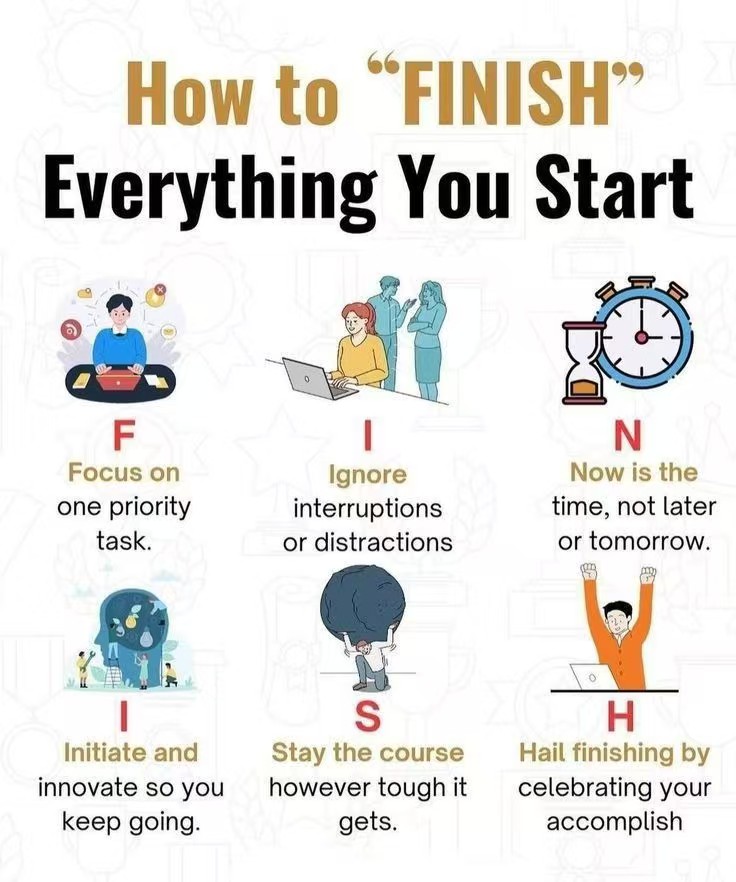 How to “FINISH”
Everything You Start
F
Focus on
one priority
task.
I
Ignore
interruptions
or distractions
N
Now is the
time, not later
or tomorrow.
I
Initiate and
innovate so you
keep going.
S
Stay the course
however tough it
gets.
H
Hail finishing by
celebrating your
accomplish